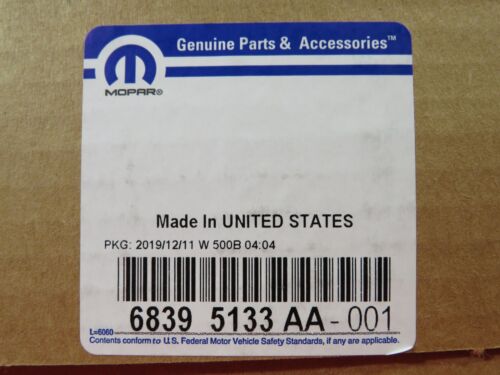 Genuine Parts & Accessories™
MOPAR®
Made In UNITED STATES
PKG: 2019/12/11 W 500B 04:04
6839 5133 AA-001
L=6060
Contents conform to U.S. Federal Motor Vehicle Safety Standards, if any are applicable.